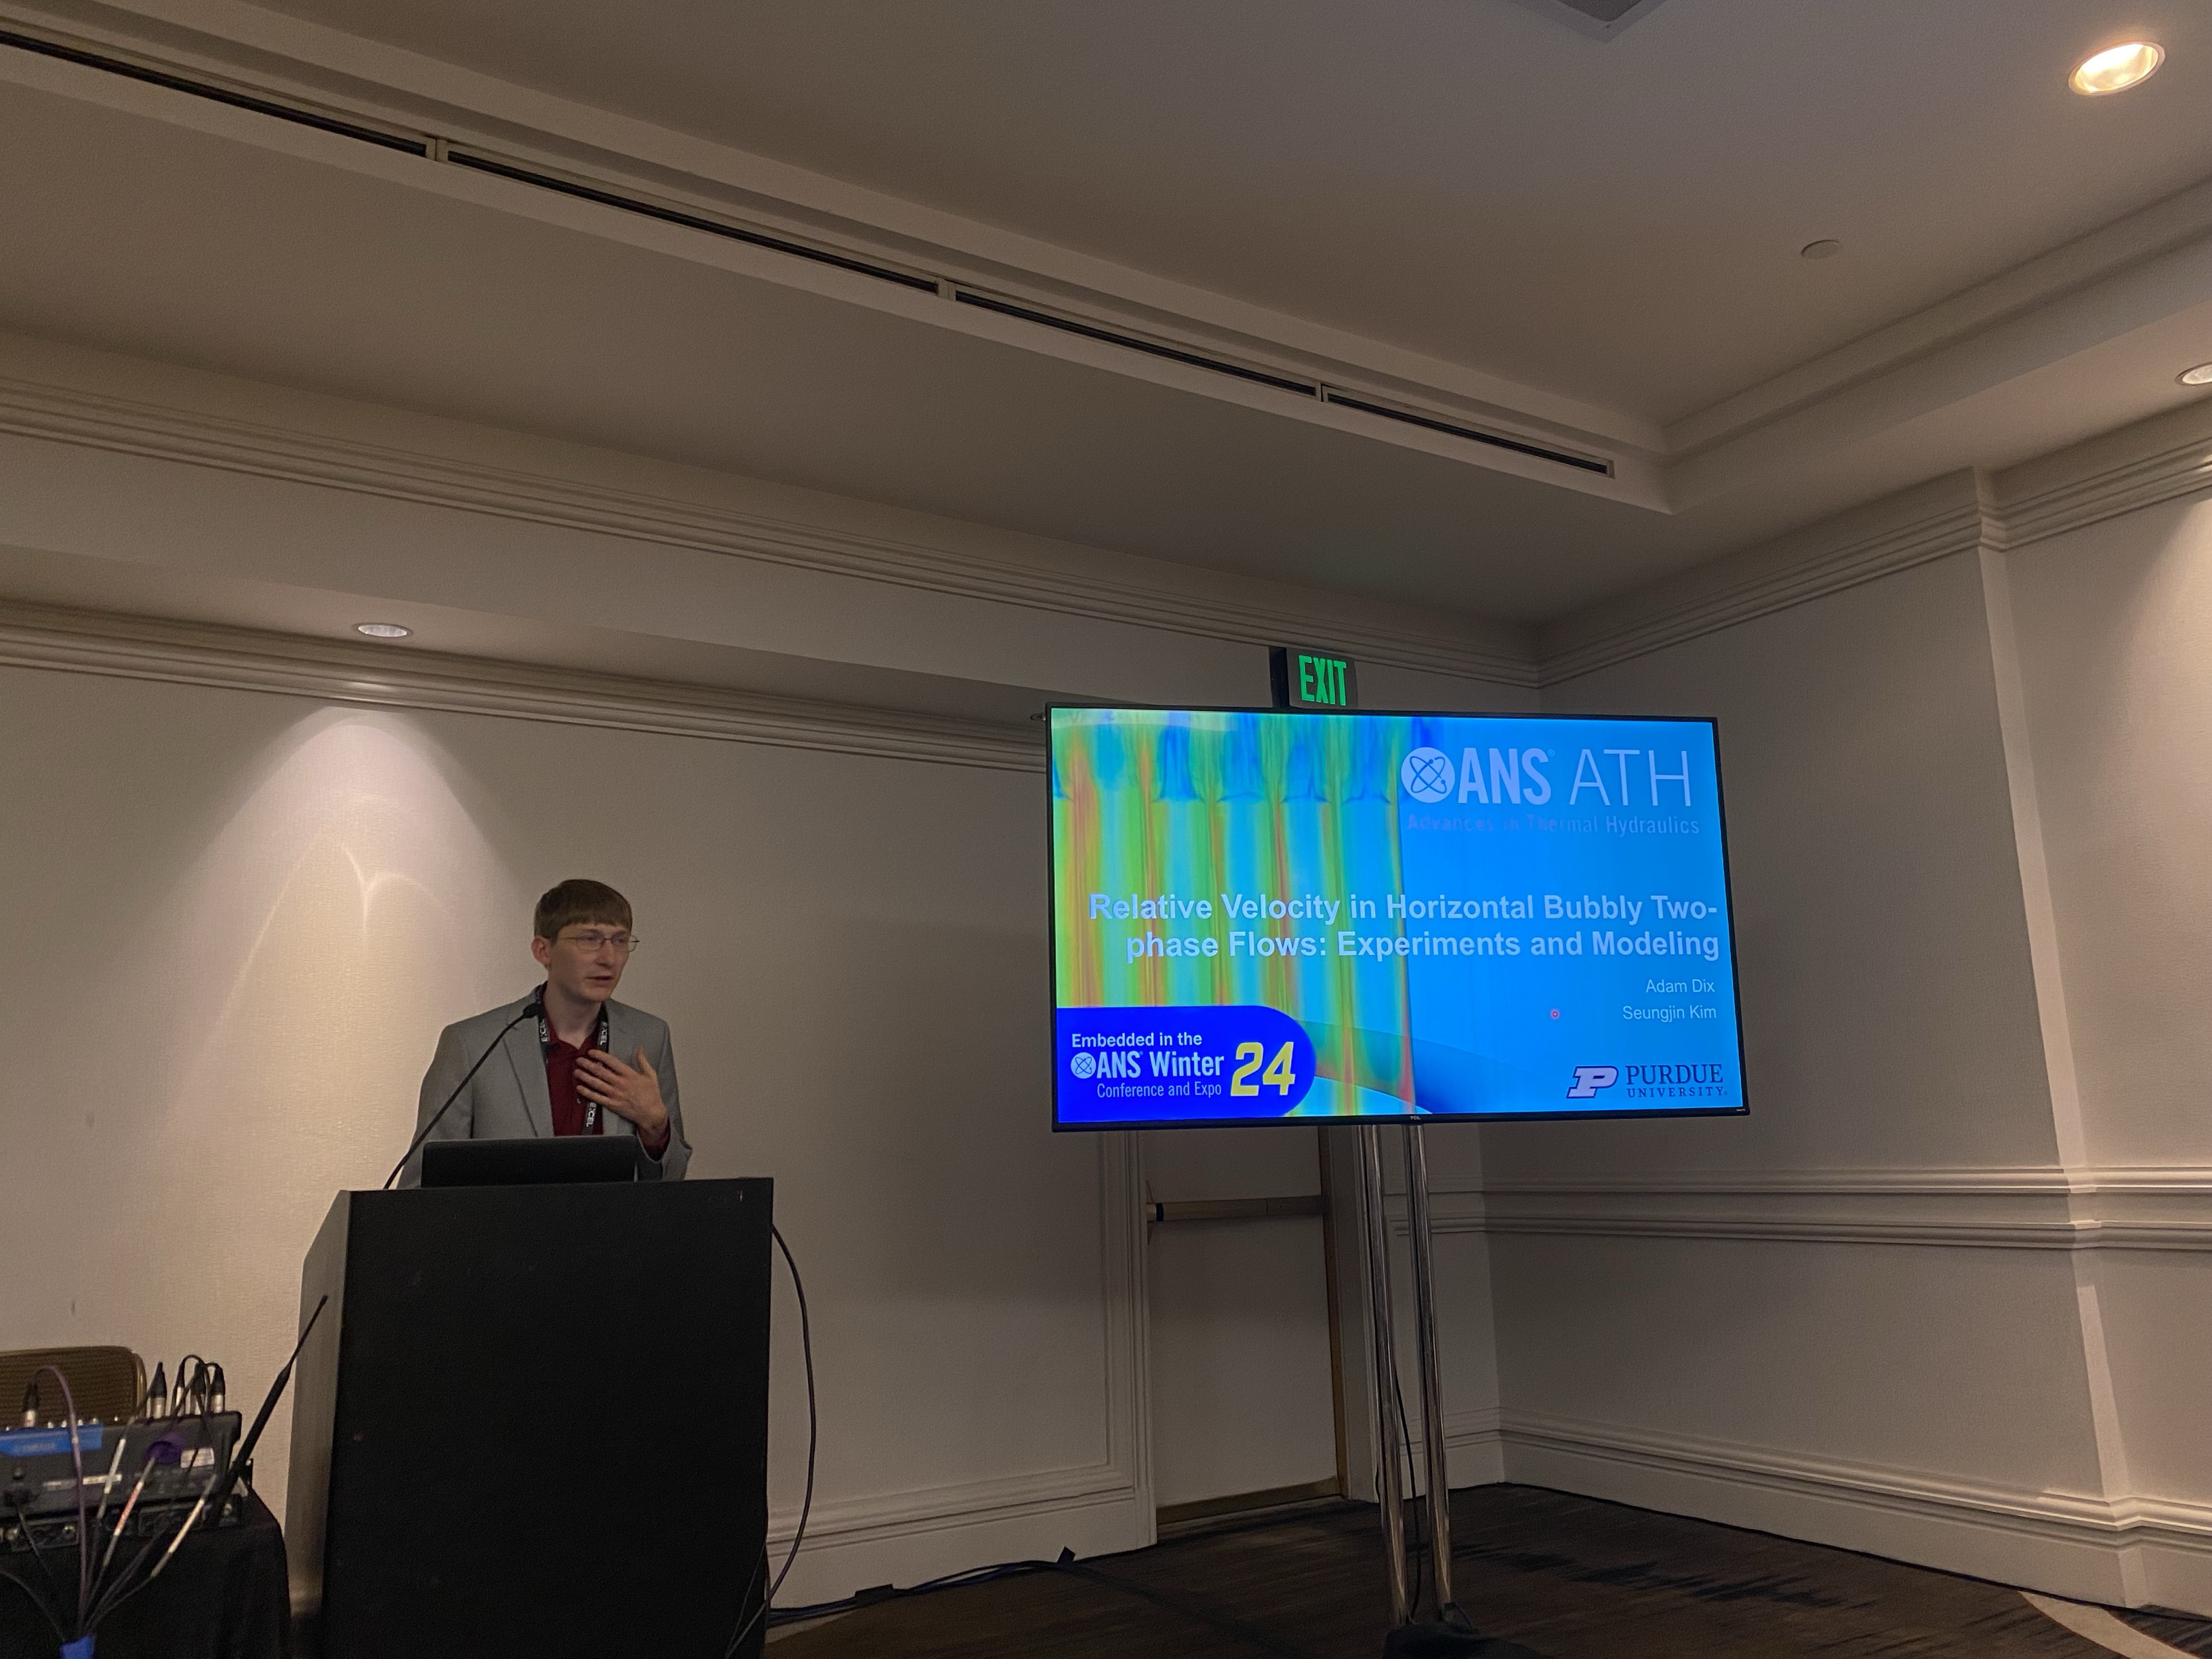 EXIT
ANS ATH
Advances in Thermal Hydraulics
Relative Velocity in Horizontal Bubbly Two-
phase Flows: Experiments and Modeling
Adam Dix
Seungjin Kim
Embedded in the
ANS Winter 24
Conference and Expo
PURDUE
UNIVERSITY
TCL